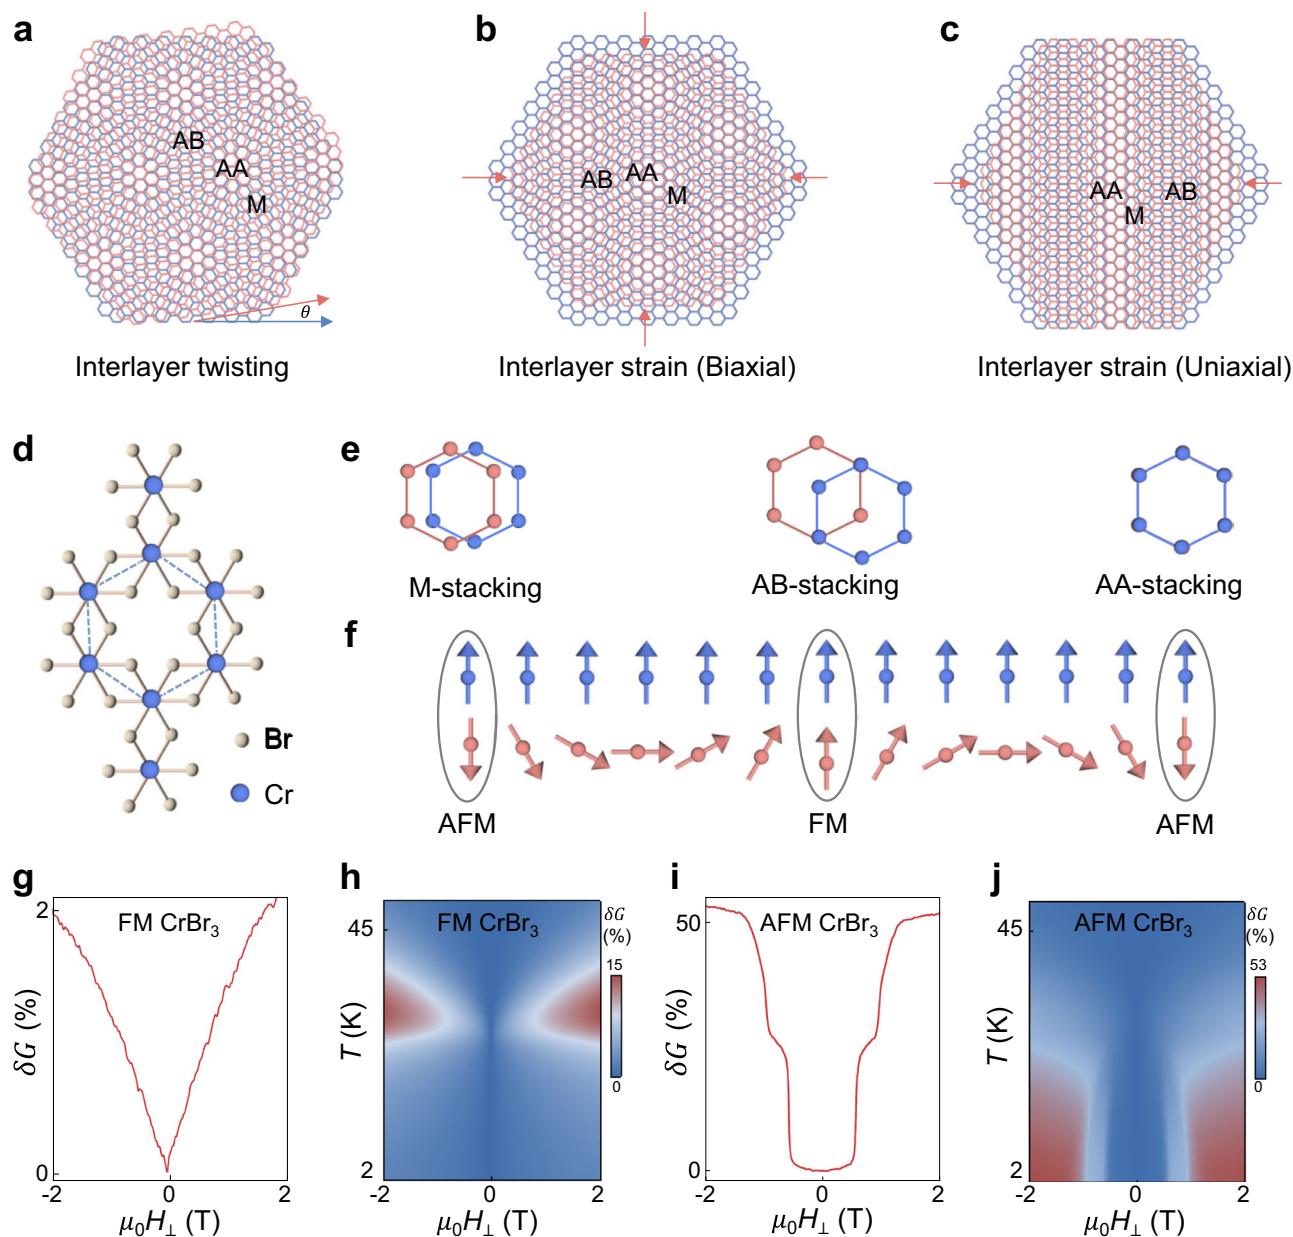 a
b
c
AB
AA
M
θ
AB
AA
M
AA
M
AB
Interlayer twisting
Interlayer strain (Biaxial)
Interlayer strain (Uniaxial)
d
Br
Cr
e
M-stacking
AB-stacking
AA-stacking
f
AFM
FM
AFM
g
FM CrBr₃
2
0
δG (%)
-2
0
2
μ₀H⊥ (T)
h
FM CrBr₃
45
2
T (K)
-2
0
2
μ₀H⊥ (T)
δG
(%)
15
0
i
AFM CrBr₃
50
0
δG (%)
-2
0
2
μ₀H⊥ (T)
j
AFM CrBr₃
45
2
T (K)
-2
0
2
μ₀H⊥ (T)
δG
(%)
53
0